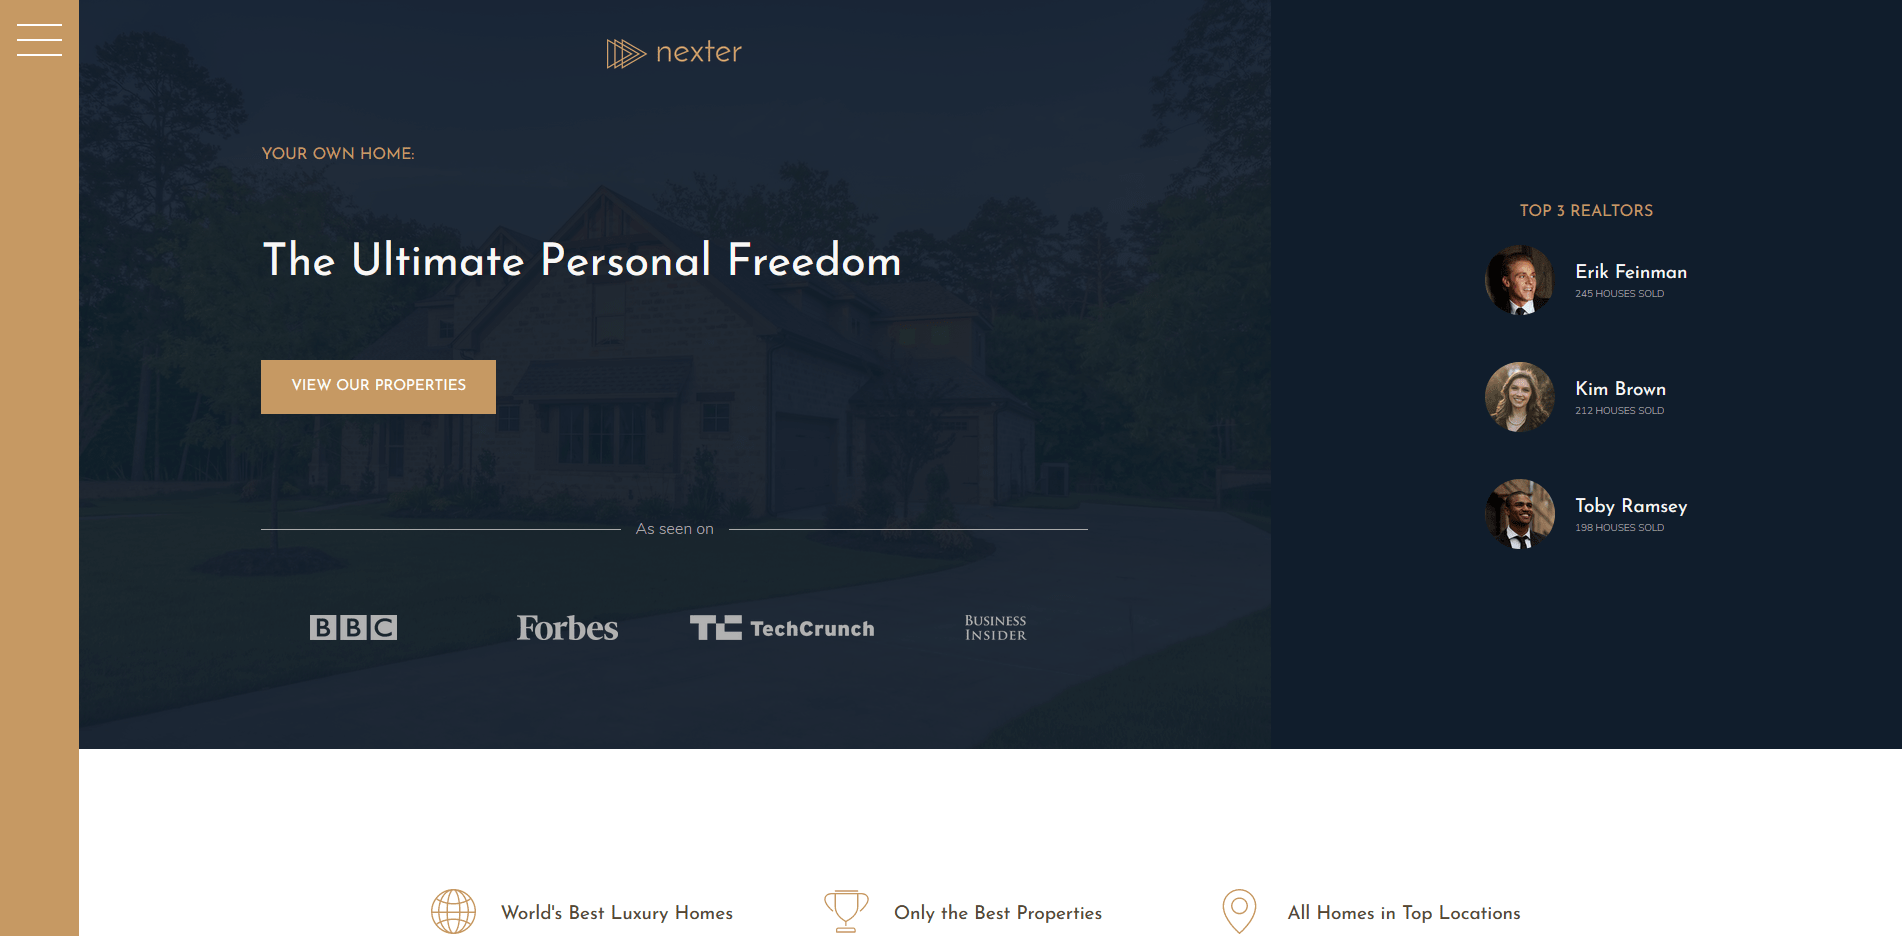 nexter
YOUR OWN HOME:
The Ultimate Personal Freedom
VIEW OUR PROPERTIES
As seen on
BBC
Forbes
TC TechCrunch
BUSINESS
INSIDER
TOP 3 REALTORS
Erik Feinman
245 HOUSES SOLD
Kim Brown
212 HOUSES SOLD
Toby Ramsey
198 HOUSES SOLD
World's Best Luxury Homes
Only the Best Properties
All Homes in Top Locations